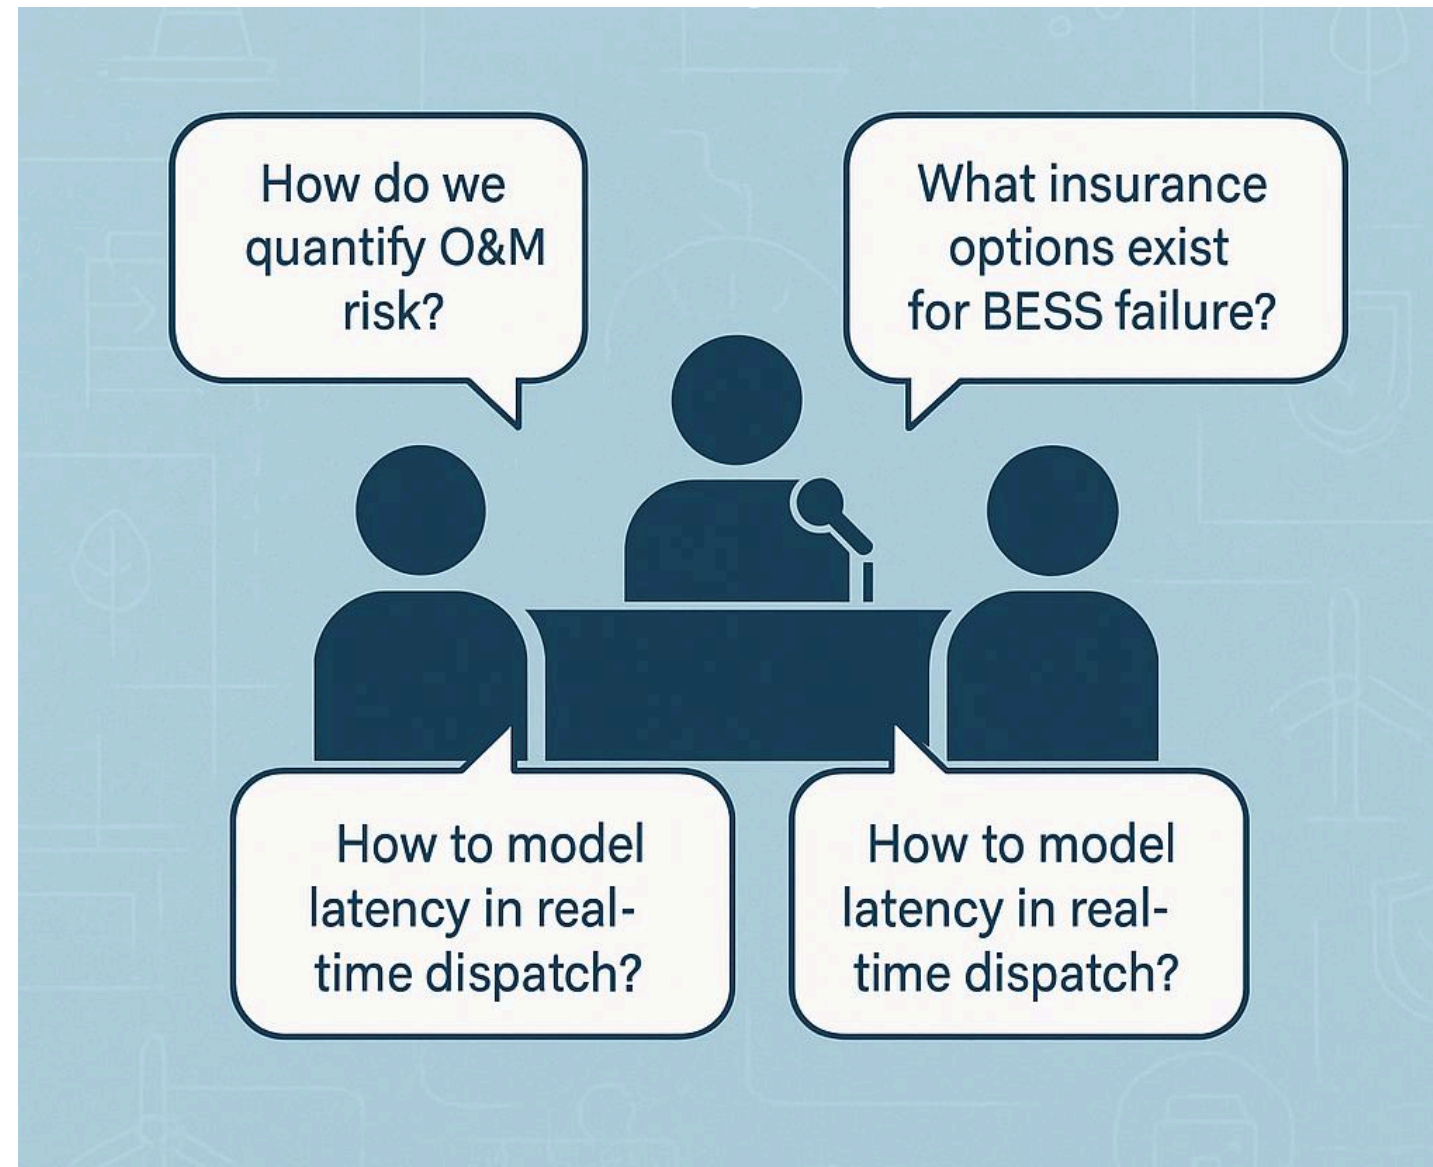 How do we
quantify O&M
risk?
What insurance
options exist
for BESS failure?
How to model
latency in real-
time dispatch?
How to model
latency in real-
time dispatch?